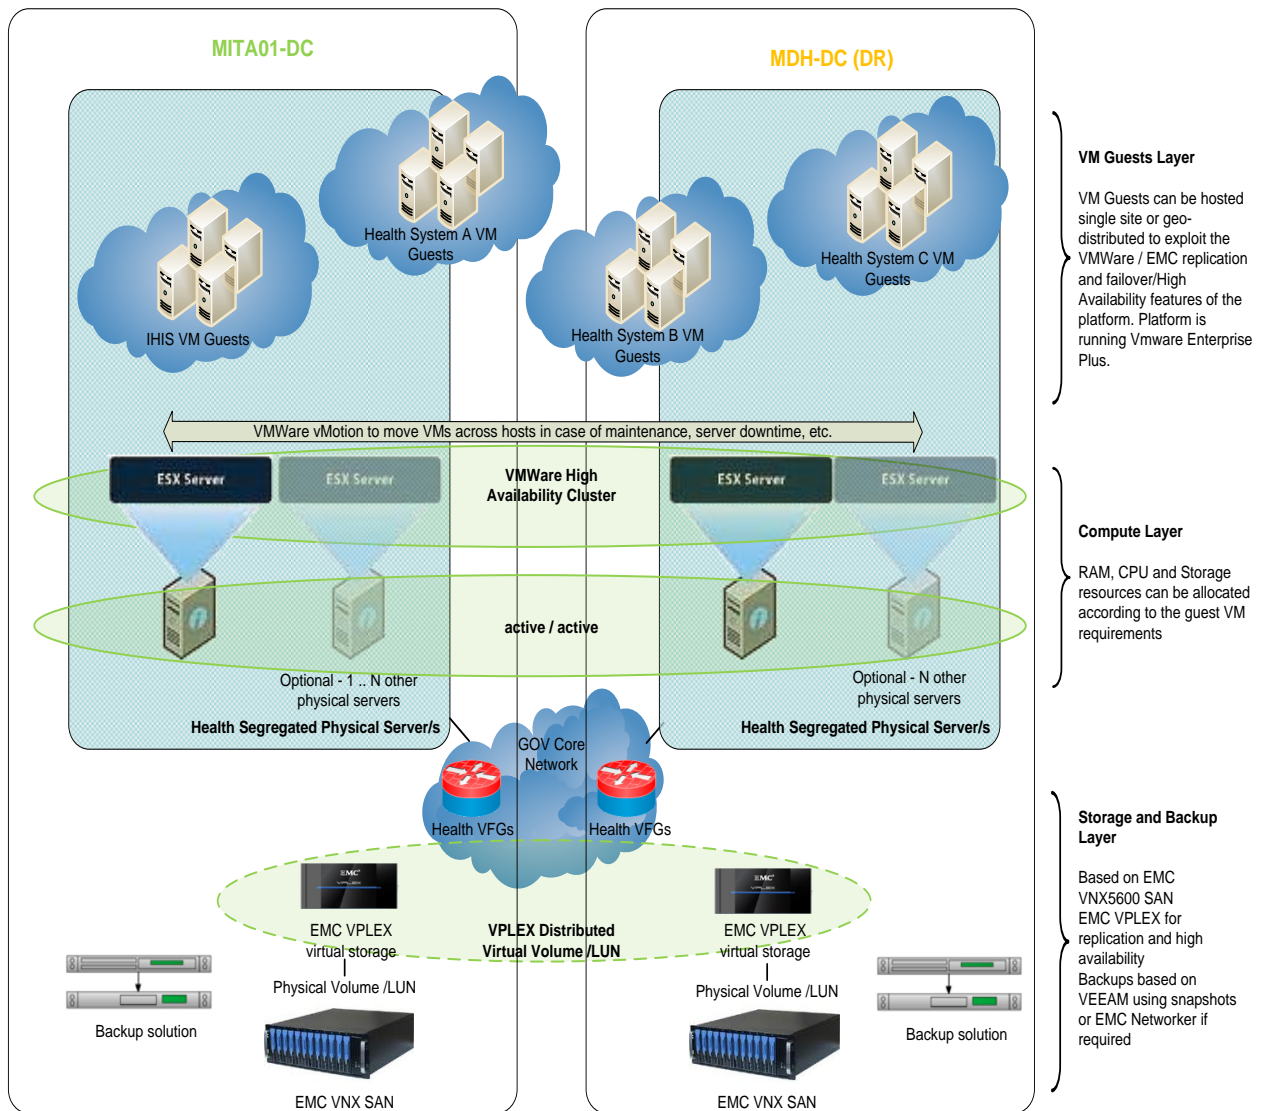 MITA01-DC
MDH-DC (DR)
Health System A VM
Guests
IHIS VM Guests
Health System B VM
Guests
Health System C VM
Guests
VM Guests Layer
VM Guests can be hosted
single site or geo-
distributed to exploit the
VMWare / EMC replication
and failover/High
Availability features of the
platform. Platform is
running Vmware Enterprise
Plus.
VMWare vMotion to move VMs across hosts in case of maintenance, server downtime, etc.
ESX Server
ESX Server
VMWare High
Availability Cluster
ESX Server
ESX Server
Compute Layer
RAM, CPU and Storage
resources can be allocated
according to the guest VM
requirements
active / active
Optional - 1 .. N other
physical servers
Health Segregated Physical Server/s
Optional - N other
physical servers
Health Segregated Physical Server/s
GOV Core
Network
Health VFGs
Health VFGs
Storage and Backup
Layer
Based on EMC
VNX5600 SAN
EMC VPLEX for
replication and high
availability
Backups based on
VEEAM using snapshots
or EMC Networker if
required
EMC²
VPLEX
EMC VPLEX
virtual storage
VPLEX Distributed
Virtual Volume /LUN
EMC²
VPLEX
EMC VPLEX
virtual storage
Physical Volume /LUN
Physical Volume /LUN
Backup solution
Backup solution
EMC VNX SAN
EMC VNX SAN